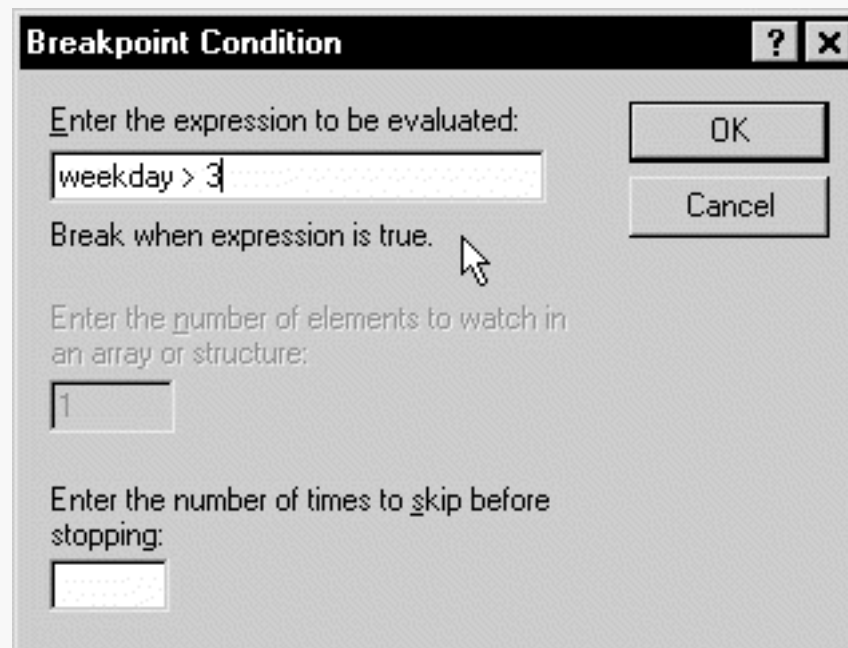 Breakpoint Condition
Enter the expression to be evaluated:
OK
weekday > 3
Cancel
Break when expression is true.
Enter the number of elements to watch in
an array or structure:
1
Enter the number of times to skip before
stopping: